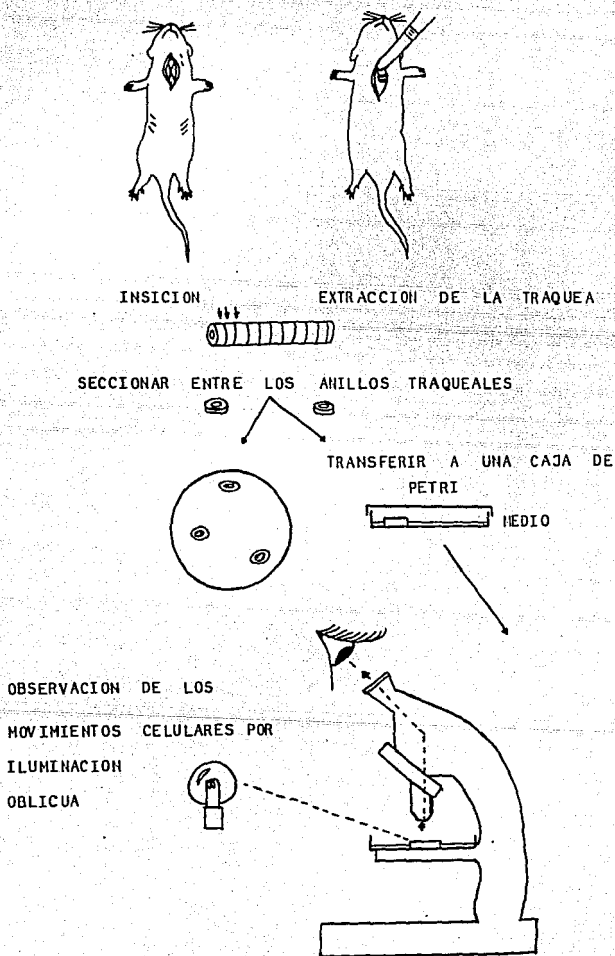 INSICION EXTRACCION DE LA TRAQUEA
SECCIONAR ENTRE LOS ANILLOS TRAQUEALES
TRANSFERIR A UNA CAJA DE
PETRI
MEDIO
OBSERVACION DE LOS
MOVIMIENTOS CELULARES POR
ILUMINACION
OBLICUA